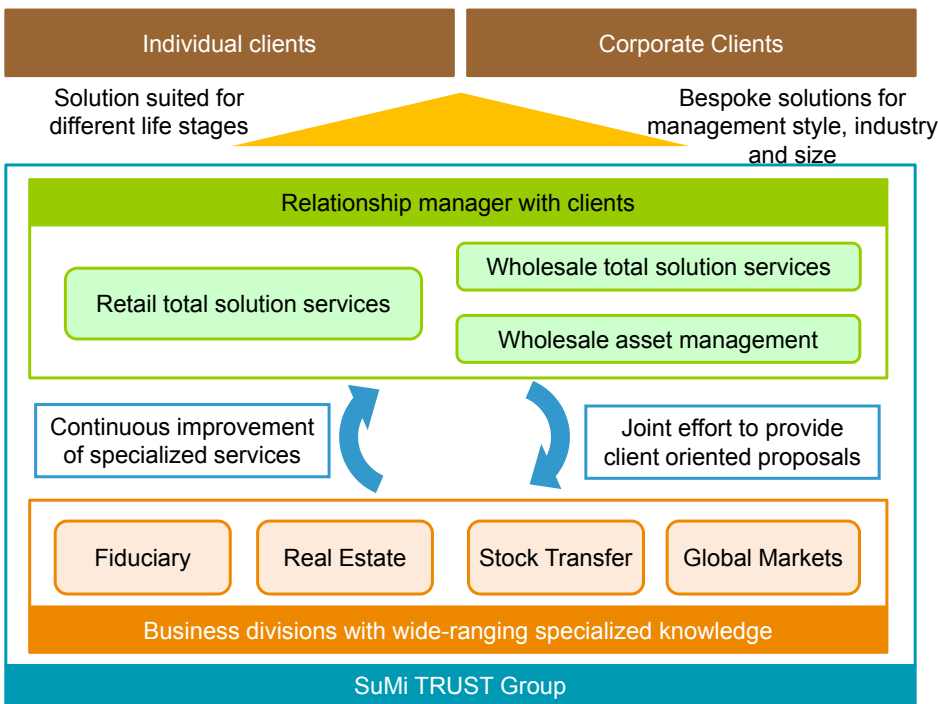 Individual clients
Corporate Clients
Solution suited for
different life stages
Bespoke solutions for
management style, industry
and size
Relationship manager with clients
Retail total solution services
Wholesale total solution services
Wholesale asset management
Continuous improvement
of specialized services
Joint effort to provide
client oriented proposals
Fiduciary
Real Estate
Stock Transfer
Global Markets
Business divisions with wide-ranging specialized knowledge
SuMi TRUST Group